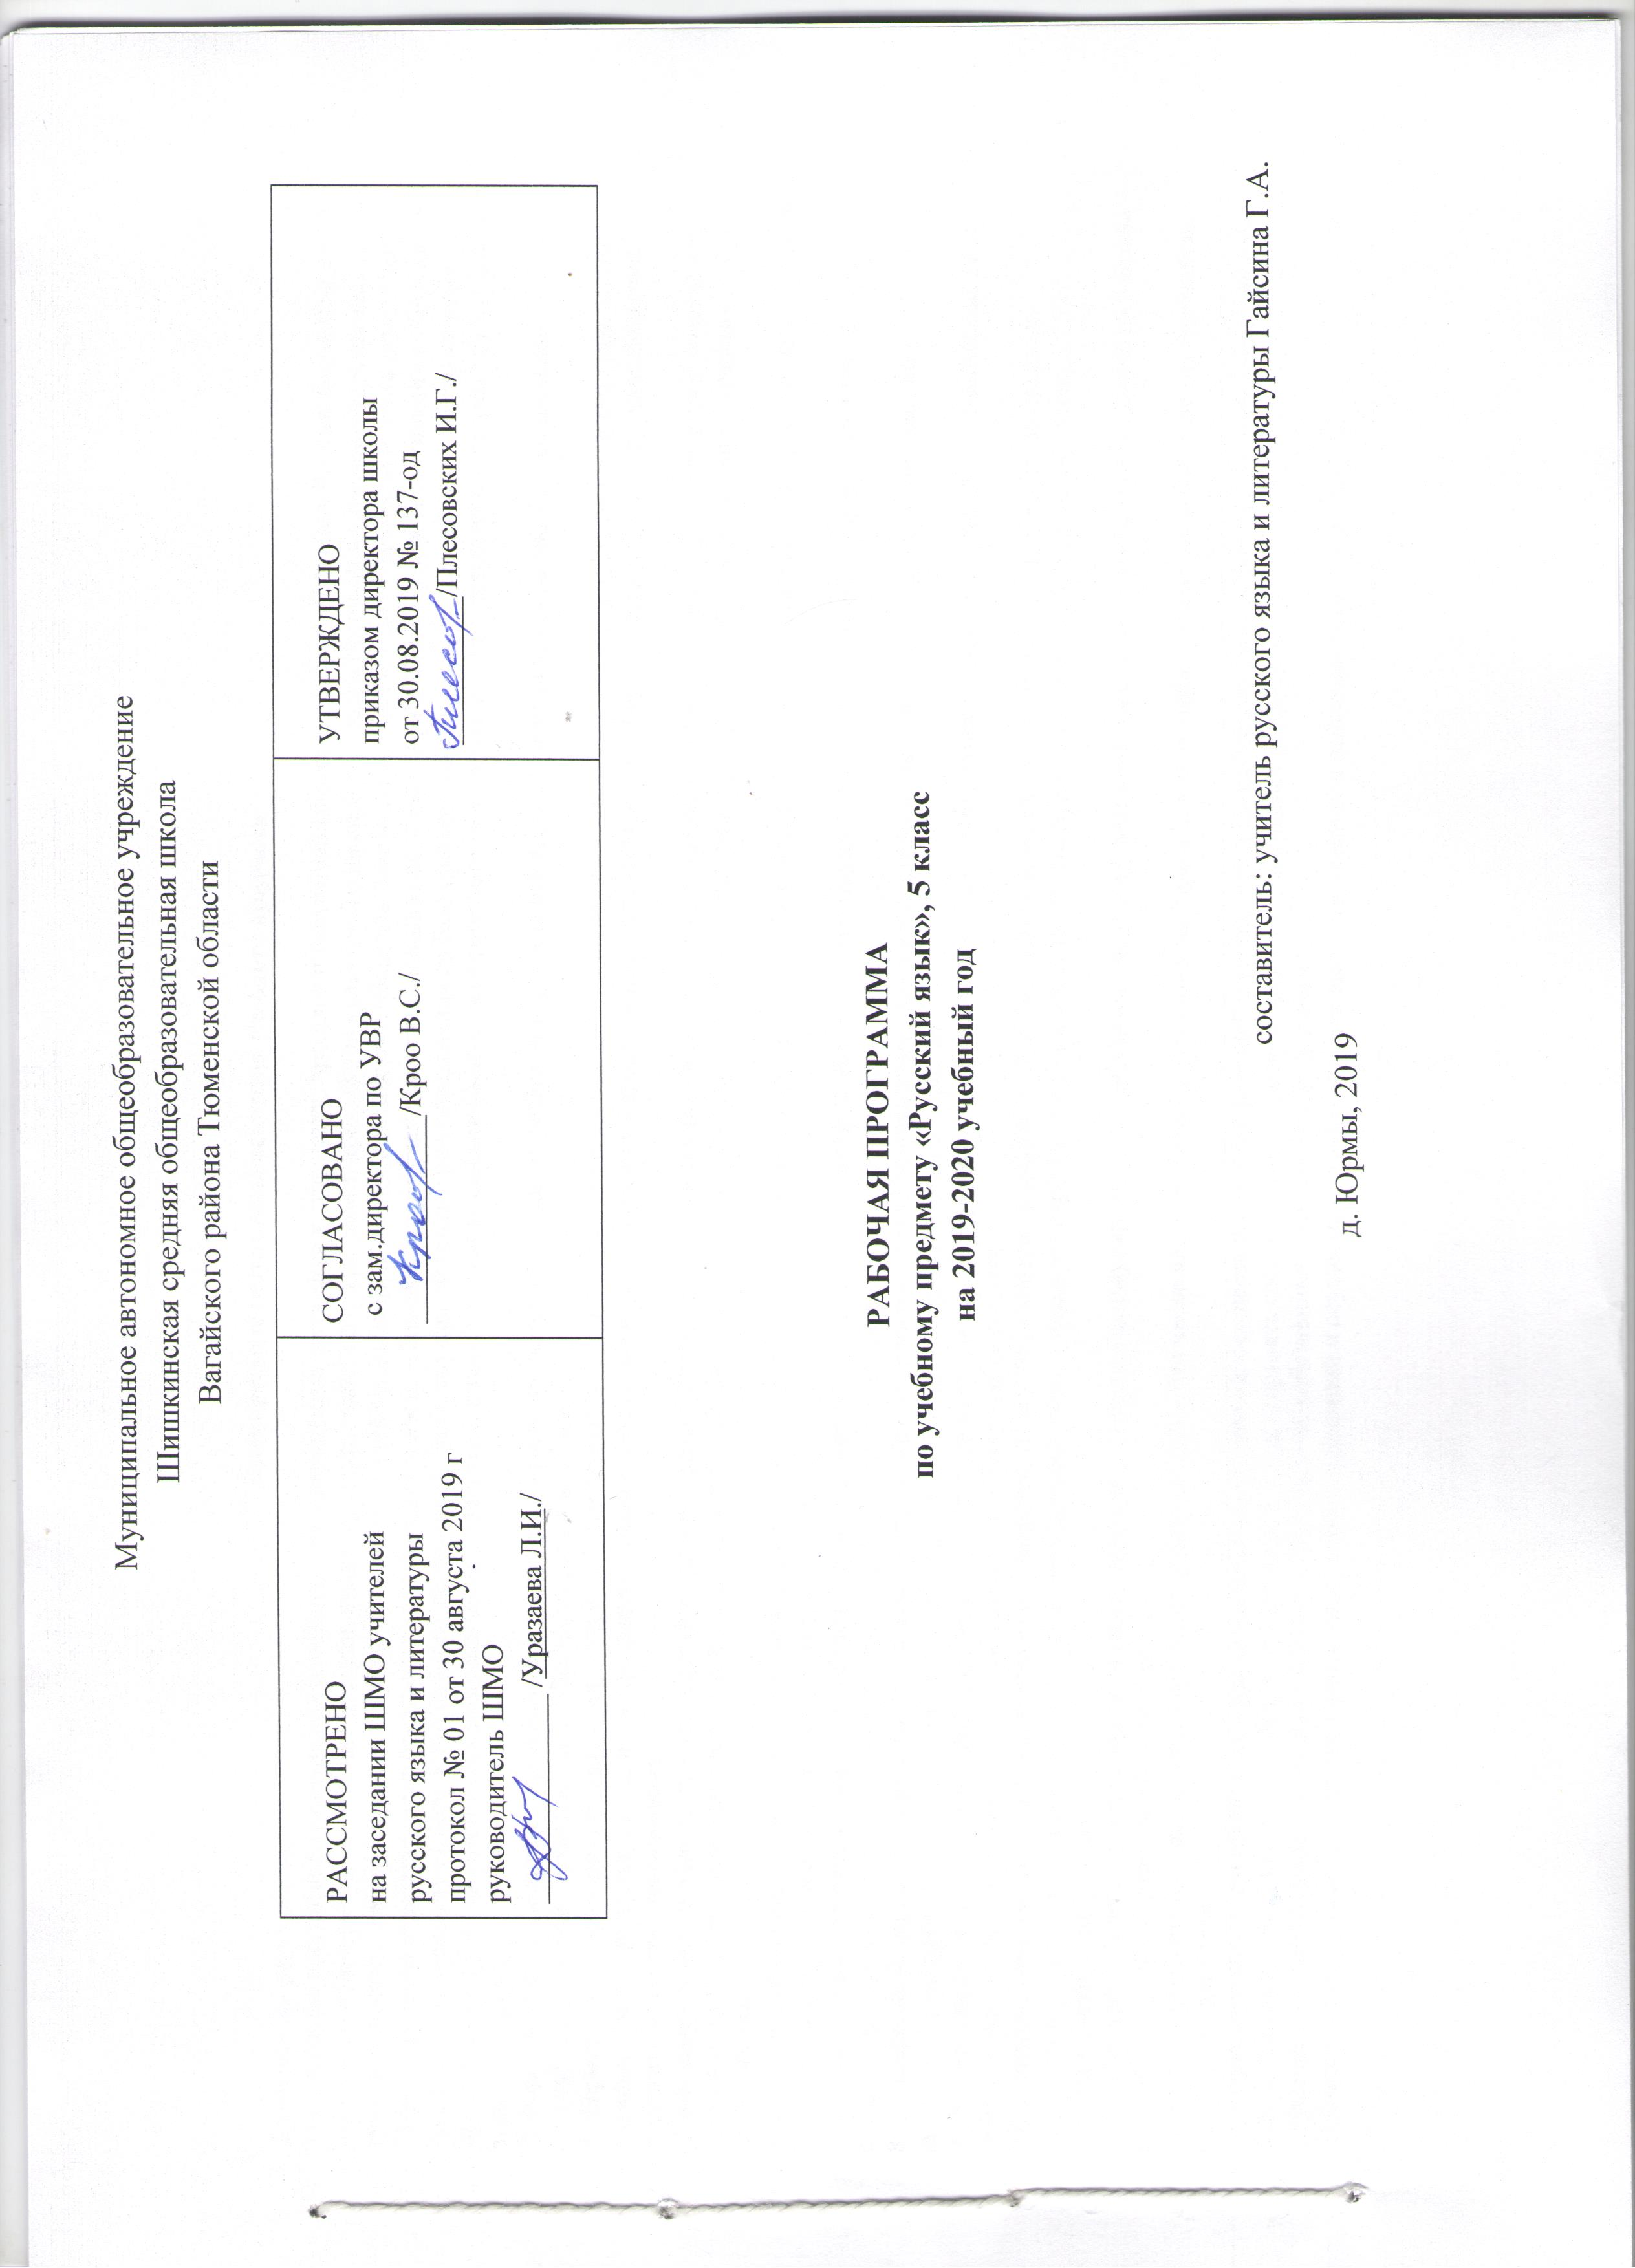 Муниципальное автономное общеобразовательное учреждение
Шишкинская средняя общеобразовательная школа
Вагайского района Тюменской области
РАССМОТРЕНО
на заседании ШМО учителей
русского языка и литературы
протокол № 01 от 30 августа 2019 г
руководитель ШМО
/Уразаева Л.И./
СОГЛАСОВАНО
с зам.директора по УВР
/Кроо В.С./
УТВЕРЖДЕНО
приказом директора школы
от 30.08.2019 № 137-од
/Плесовских И.Г./
РАБОЧАЯ ПРОГРАММА
по учебному предмету «Русский язык», 5 класс
на 2019-2020 учебный год
составитель: учитель русского языка и литературы Гайсина Г.А.
д. Юрмы, 2019